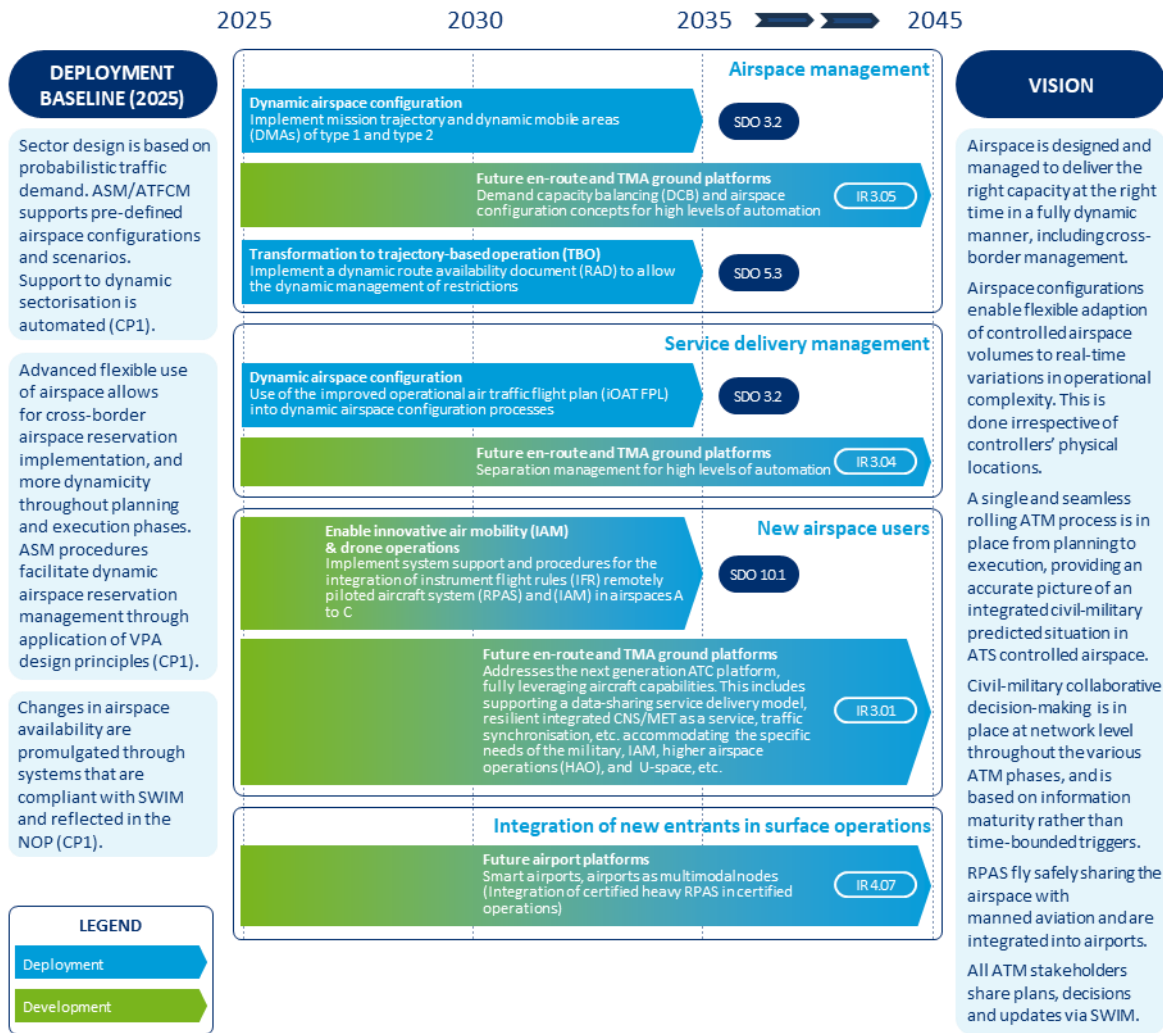 2025
2030
2035
2045
DEPLOYMENT
BASELINE (2025)
Sector design is based on
probabilistic traffic
demand. ASM/ATFCM
supports pre-defined
airspace configurations
and scenarios.
Support to dynamic
sectorisation is
automated (CP1).
Advanced flexible use
of airspace allows
for cross-border
airspace reservation
implementation, and
more dynamicity
throughout planning
and execution phases.
ASM procedures
facilitate dynamic
airspace reservation
management through
application of VPA
design principles (CP1).
Changes in airspace
availability are
promulgated through
systems that are
compliant with SWIM
and reflected in the
NOP (CP1).
LEGEND
Deployment
Development
Airspace management
Dynamic airspace configuration
Implement mission trajectory and dynamic mobile areas
(DMAs) of type 1 and type 2
SDO 3.2
Future en-route and TMA ground platforms
Demand capacity balancing (DCB) and airspace
configuration concepts for high levels of automation
IR 3.05
Transformation to trajectory-based operation (TBO)
Implement a dynamic route availability document (RAD) to allow
the dynamic management of restrictions
SDO 5.3
Service delivery management
Dynamic airspace configuration
Use of the improved operational air traffic flight plan (iOAT FPL)
into dynamic airspace configuration processes
SDO 3.2
Future en-route and TMA ground platforms
Separation management for high levels of automation
IR 3.04
New airspace users
Enable innovative air mobility (IAM)
& drone operations
Implement system support and procedures for the
integration of instrument flight rules (IFR) remotely
piloted aircraft system (RPAS) and (IAM) in airspaces A
to C
SDO 10.1
Future en-route and TMA ground platforms
Addresses the next generation ATC platform,
fully leveraging aircraft capabilities. This includes
supporting a data-sharing service delivery model,
resilient integrated CNS/MET as a service, traffic
synchronisation, etc. accommodating the specific
needs of the military, IAM, higher airspace
operations (HAO), and U-space, etc.
IR 3.01
Integration of new entrants in surface operations
Future airport platforms
Smart airports, airports as multimodal nodes
(Integration of certified heavy RPAS in certified
operations)
IR 4.07
VISION
Airspace is designed and
managed to deliver the
right capacity at the right
time in a fully dynamic
manner, including cross-
border management.
Airspace configurations
enable flexible adaption
of controlled airspace
volumes to real-time
variations in operational
complexity. This is
done irrespective of
controllers' physical
locations.
A single and seamless
rolling ATM process is in
place from planning to
execution, providing an
accurate picture of an
integrated civil-military
predicted situation in
ATS controlled airspace.
Civil-military collaborative
decision-making is in
place at network level
throughout the various
ATM phases, and is
based on information
maturity rather than
time-bounded triggers.
RPAS fly safely sharing the
airspace with
manned aviation and are
integrated into airports.
All ATM stakeholders
share plans, decisions
and updates via SWIM.